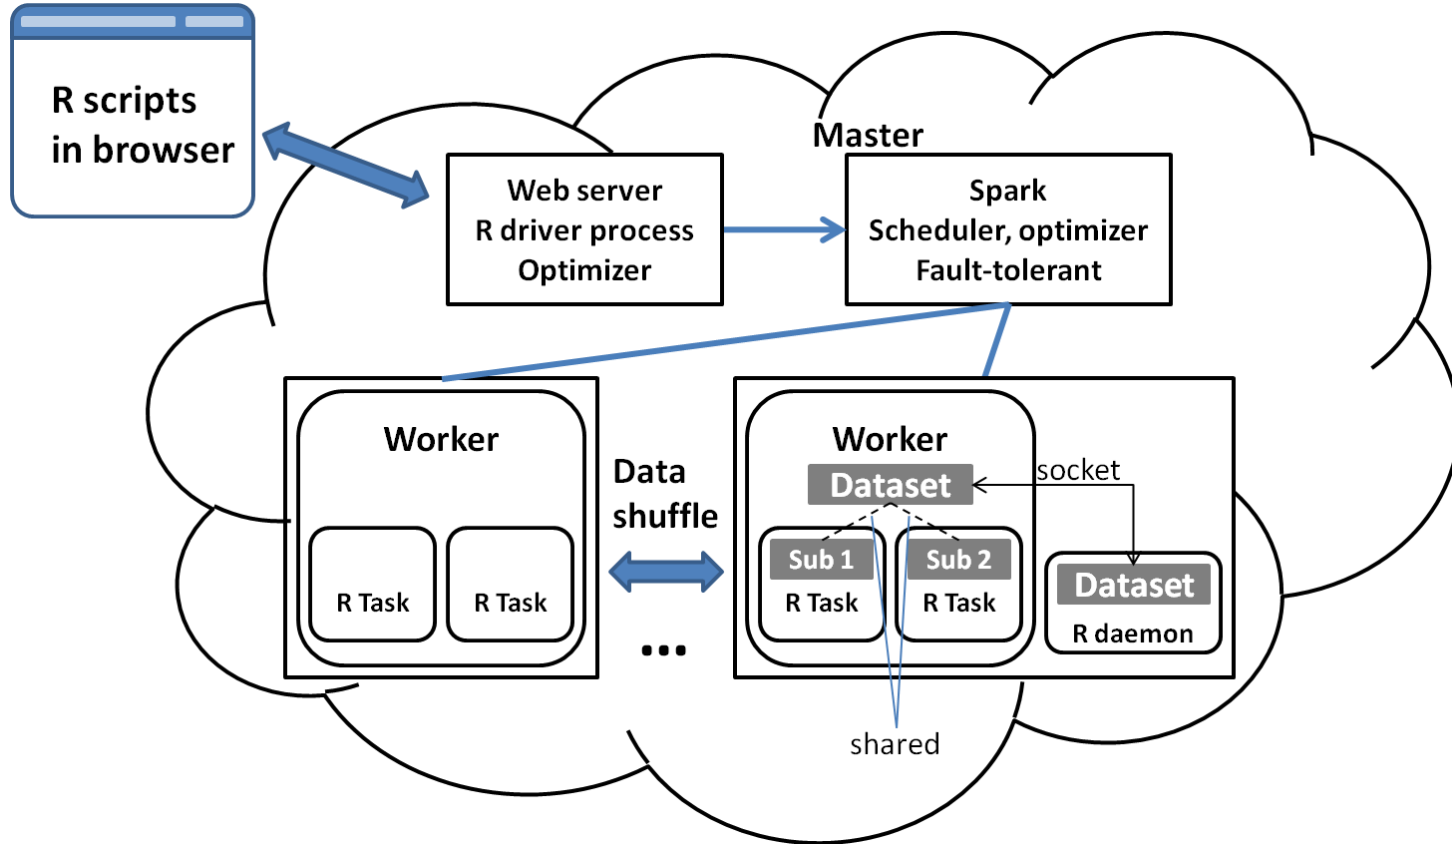 R scripts
in browser
Master
Web server
R driver process
Optimizer
Spark
Scheduler, optimizer
Fault-tolerant
Worker
R Task
R Task
Data
shuffle
...
Worker
Dataset
socket
Sub 1
R Task
Sub 2
R Task
Dataset
R daemon
shared